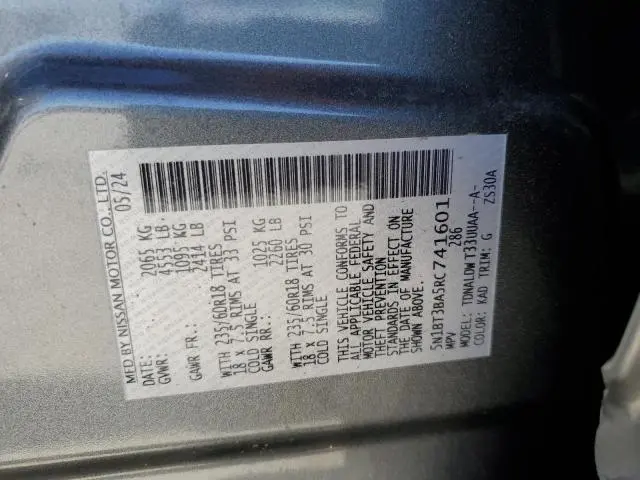 MFD BY NISSAN MOTOR CO.,LTD.
DATE: 05/24
GVWR: 2065 KG
4553 LB
GAWR FR.: 1095 KG
2414 LB
WITH 235/60R18 TIRES
18 X 7.5 RIMS AT 33 PSI
COLD SINGLE
GAWR RR.: 1025 KG
2260 LB
WITH 235/60R18 TIRES
18 X 7.5 RIMS AT 30 PSI
COLD SINGLE
THIS VEHICLE CONFORMS TO
ALL APPLICABLE FEDERAL
MOTOR VEHICLE SAFETY AND
THEFT PREVENTION
STANDARDS IN EFFECT ON
THE DATE OF MANUFACTURE
SHOWN ABOVE.
5N1BT3BA5RC741601
MPV 286
MODEL: TDNALDWT33UUAA--A-
COLOR: KAD TRIM: G ZS30A